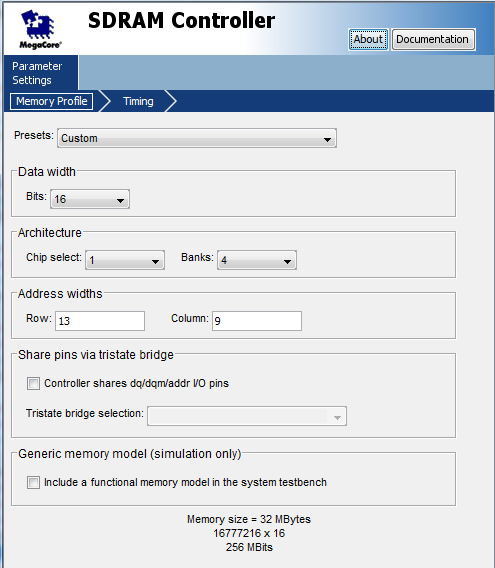 SDRAM Controller
MegaCore®
About
Documentation
Parameter
Settings
Memory Profile
Timing
Presets: Custom
Data width
Bits: 16
Architecture
Chip select: 1
Banks: 4
Address widths
Row: 13
Column: 9
Share pins via tristate bridge
Controller shares dq/dqm/addr I/O pins
Tristate bridge selection:
Generic memory model (simulation only)
Include a functional memory model in the system testbench
Memory size = 32 MBytes
16777216 x 16
256 MBits